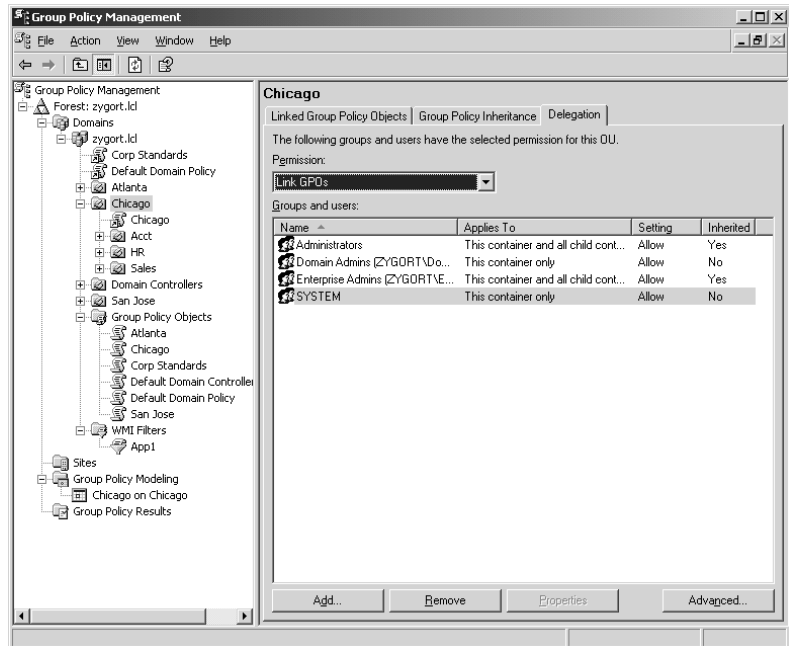 Group Policy Management
File Action View Window Help
Group Policy Management
Forest: zygort.lcl
Domains
zygort.lcl
Corp Standards
Default Domain Policy
Atlanta
Chicago
Chicago
Acct
HR
Sales
Domain Controllers
San Jose
Group Policy Objects
Atlanta
Chicago
Corp Standards
Default Domain Controller
Default Domain Policy
San Jose
WMI Filters
App1
Sites
Group Policy Modeling
Chicago on Chicago
Group Policy Results
Chicago
Linked Group Policy Objects Group Policy Inheritance Delegation
The following groups and users have the selected permission for this OU.
Permission:
Link GPOs
Groups and users:
Name Applies To Setting Inherited
Administrators This container and all child cont... Allow Yes
Domain Admins (ZYGORT\Do... This container only Allow No
Enterprise Admins (ZYGORT\E... This container and all child cont... Allow Yes
SYSTEM This container only Allow No
Add... Remove Properties Advanced...